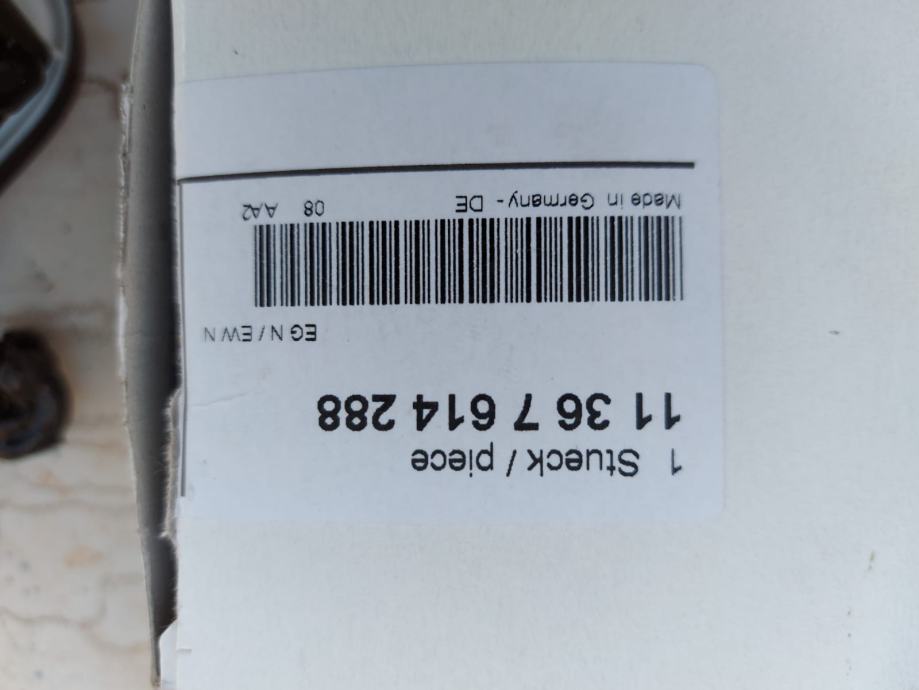 1 Stueck / piece
11 36 7 614 288
EG N / EW N
Made in Germany - DE 08 AA2